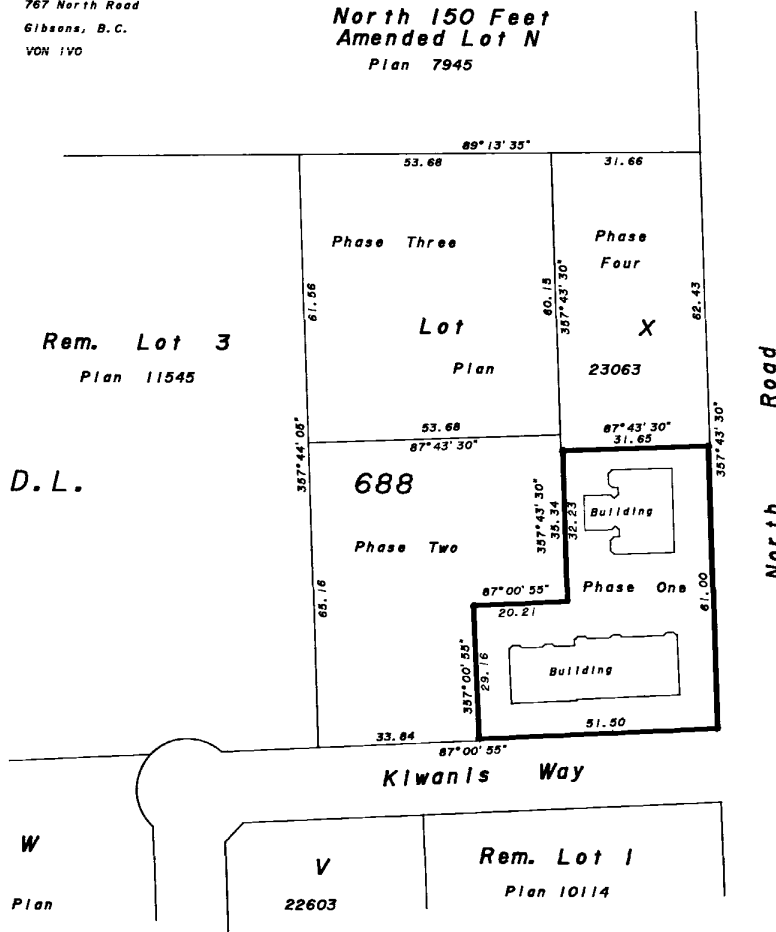 767 North Road
Gibsons, B.C.
VON IVO
North 150 Feet
Amended Lot N
Plan 7945
89°13'35"
53.68
31.66
Phase Three
Phase
Four
61.56
60.15
357°43'30"
62.43
Rem. Lot 3
Plan 11545
Lot
X
Plan
23063
North Road
53.68
87°43'30"
87°43'30"
31.65
357°43'30"
357°44'05"
D.L.
688
Phase Two
357°43'30"
35.34
32.23
Building
Phase One
61.00
87°00'55"
20.21
65.16
357°00'55"
29.16
Building
33.84
51.50
87°00'55"
Kiwanis Way
W
Plan
V
22603
Rem. Lot 1
Plan 10114